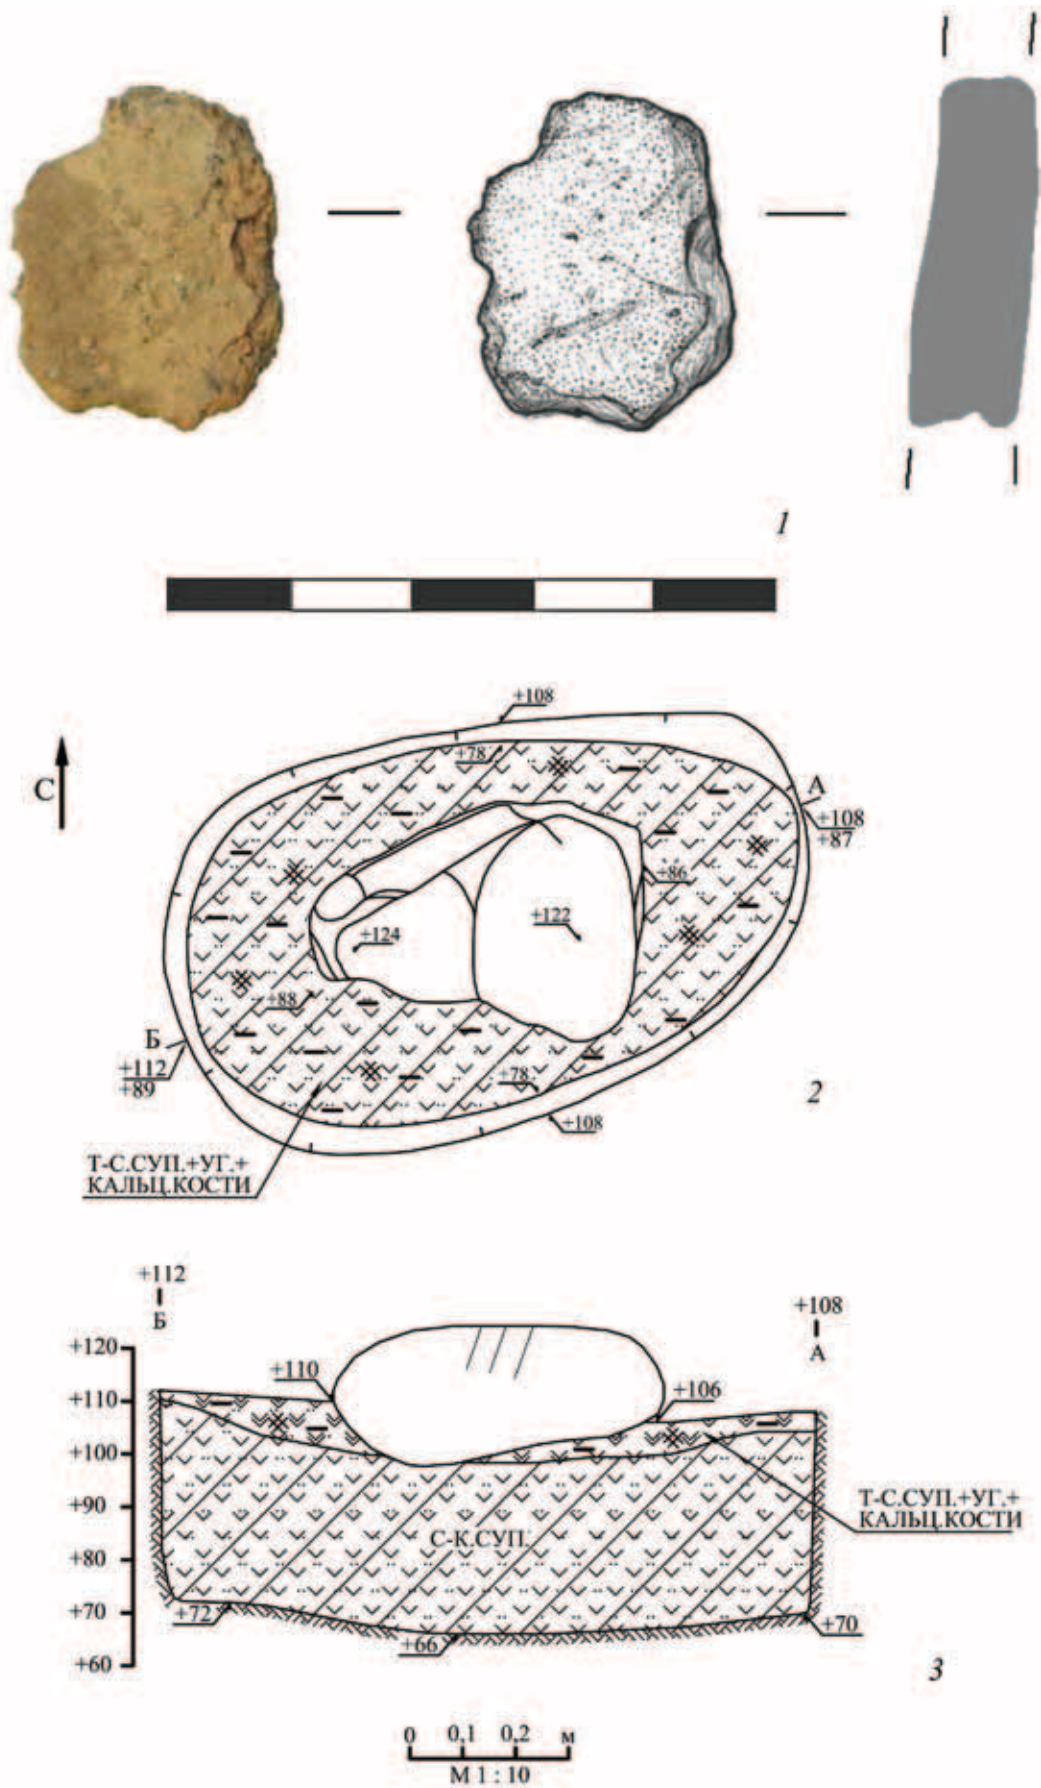 1
+108
+78
С
А
+108
+87
+86
+122
+124
+88
Б
+112
+89
+78
+108
2
Т-С.СУП.+УГ.+
КАЛЬЦ.КОСТИ
+112
Б
+108
А
+120
+110
+110
+106
+100
+90
Т-С.СУП.+УГ.+
КАЛЬЦ.КОСТИ
С-К.СУП.
+80
+70
+72
+70
+66
+60
3
0 0,1 0,2 м
М 1 : 10